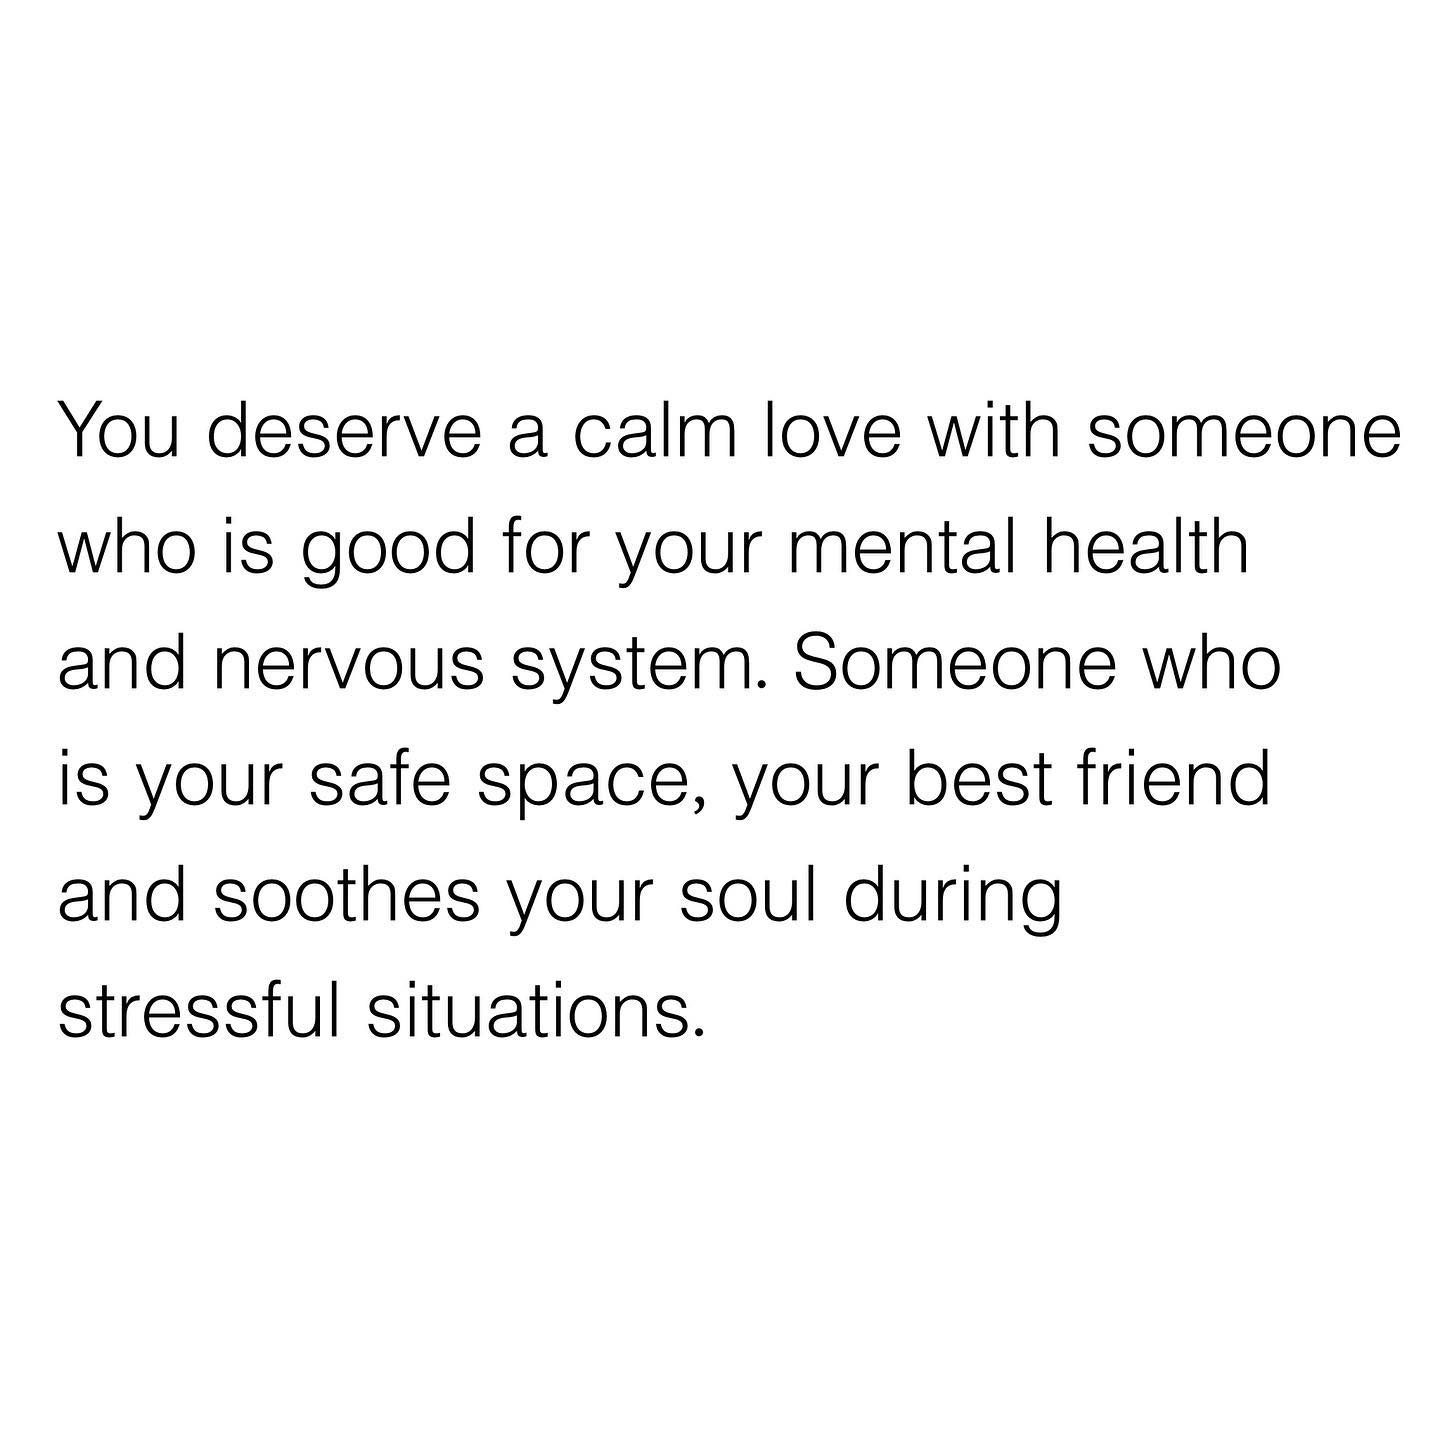 You deserve a calm love with someone
who is good for your mental health
and nervous system. Someone who
is your safe space, your best friend
and soothes your soul during
stressful situations.